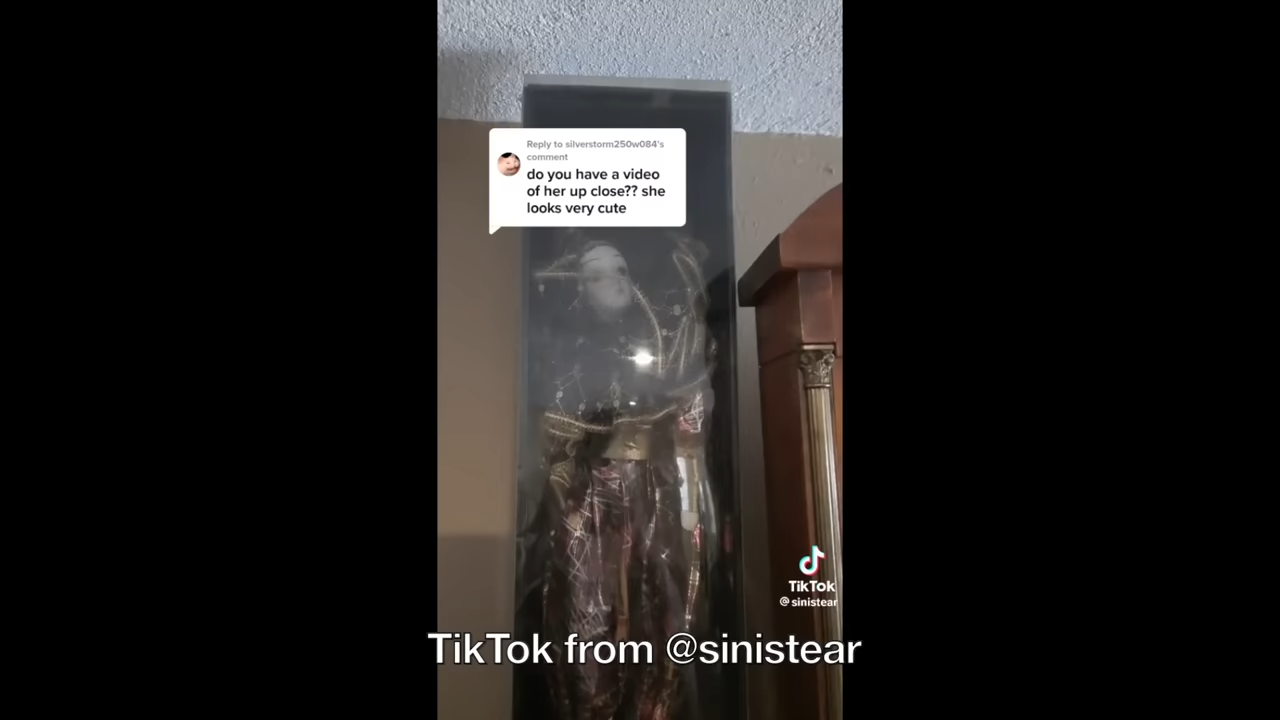 Reply to silverstorm250w084's
comment
do you have a video
of her up close?? she
looks very cute
TikTok
@sinistear
TikTok from @sinistear